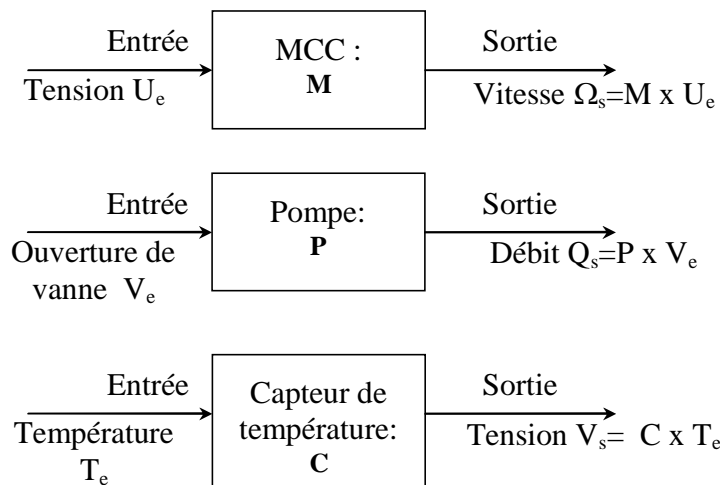 Entrée
MCC :
M
Sortie
Tension Ue
Vitesse Ωs=M x Ue
Entrée
Pompe:
P
Sortie
Ouverture de
vanne Ve
Débit Qs=P x Ve
Entrée
Capteur de
température:
C
Sortie
Température
Te
Tension Vs= C x Te